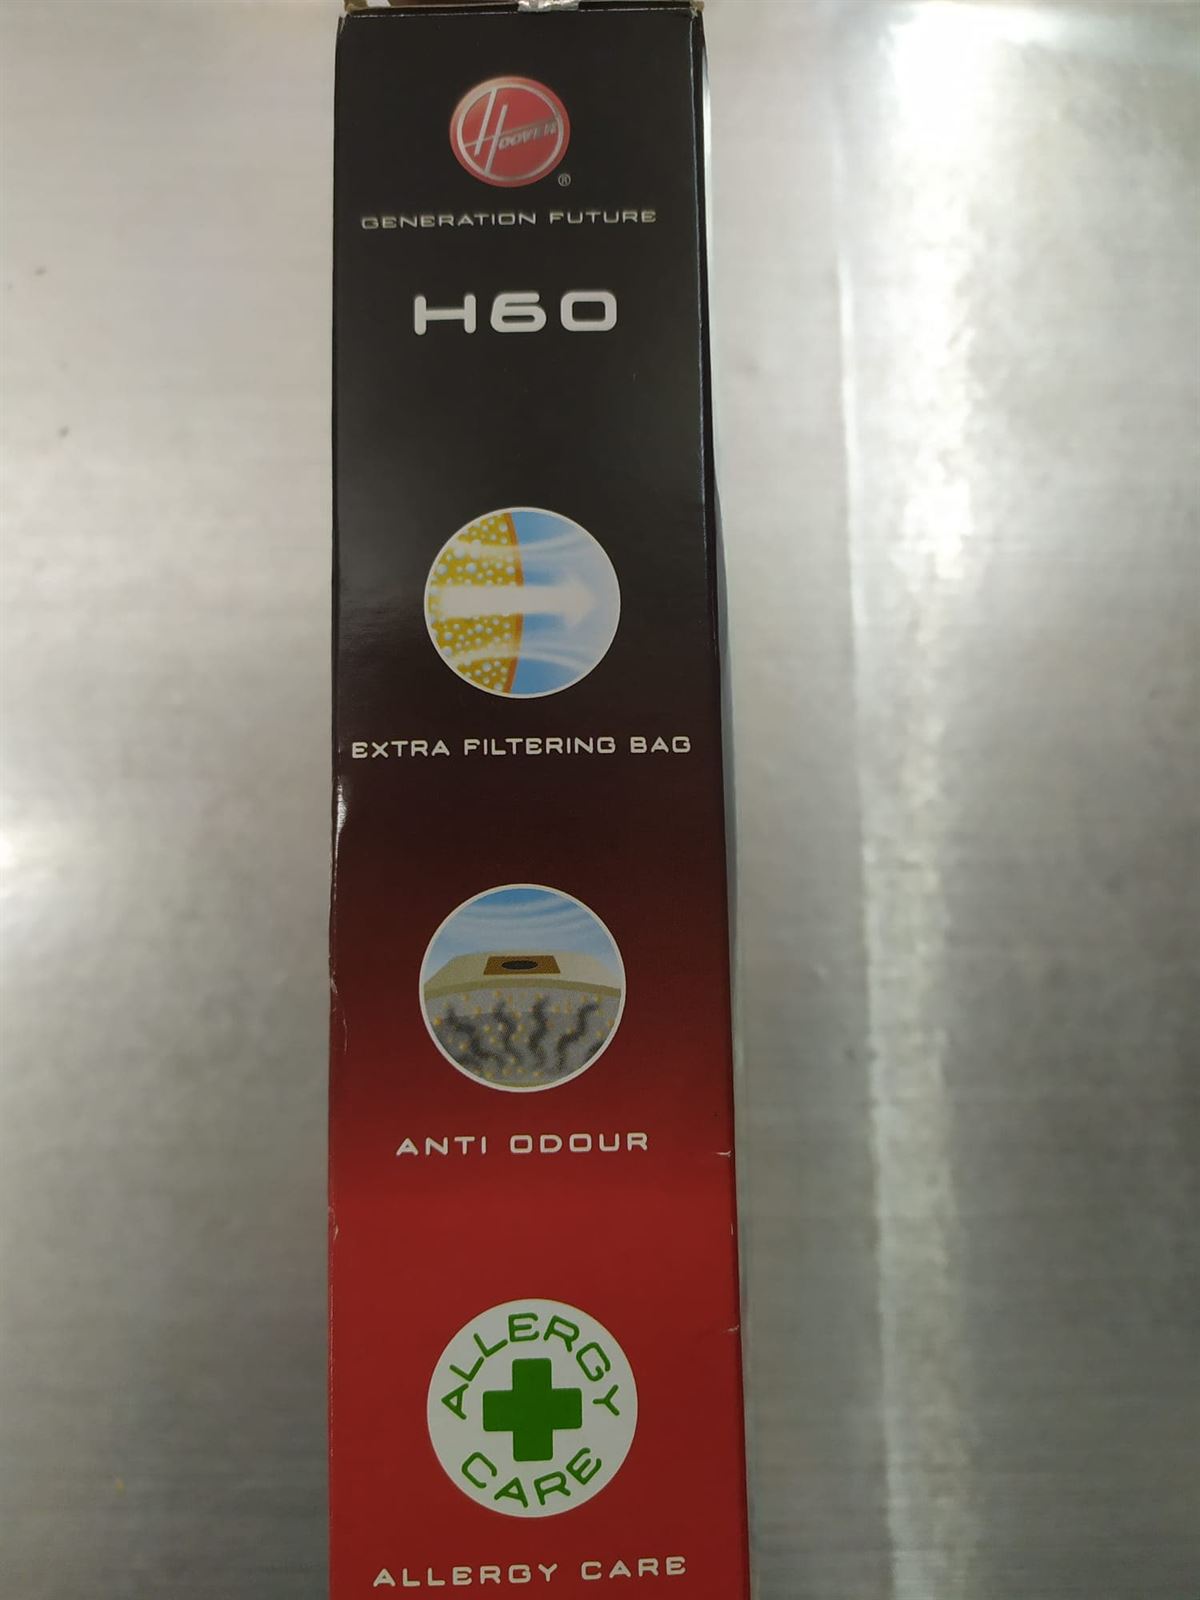 HOOVER
®
GENERATION FUTURE
H60
EXTRA FILTERING BAG
ANTI ODOUR
ALLERGY
CARE
ALLERGY CARE